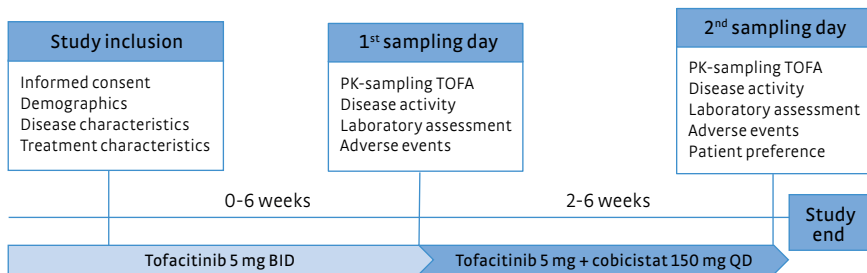 Study inclusion
Informed consent
Demographics
Disease characteristics
Treatment characteristics
1st sampling day
PK-sampling TOFA
Disease activity
Laboratory assessment
Adverse events
2nd sampling day
PK-sampling TOFA
Disease activity
Laboratory assessment
Adverse events
Patient preference
0-6 weeks
2-6 weeks
Study
end
Tofacitinib 5 mg BID
Tofacitinib 5 mg + cobicistat 150 mg QD